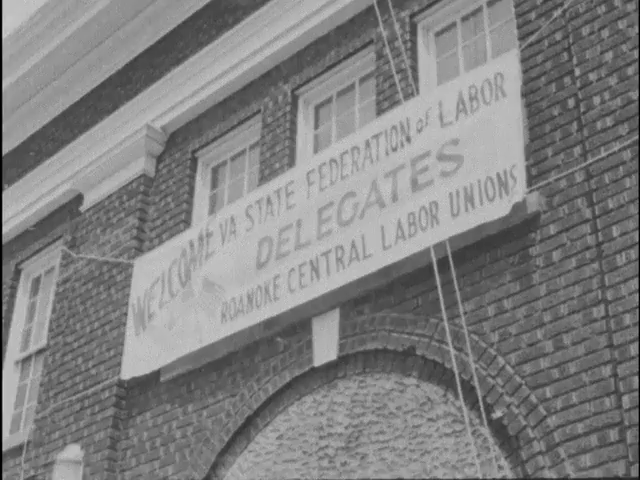 WELCOME VA STATE FEDERATION of LABOR
DELEGATES
ROANOKE CENTRAL LABOR UNIONS